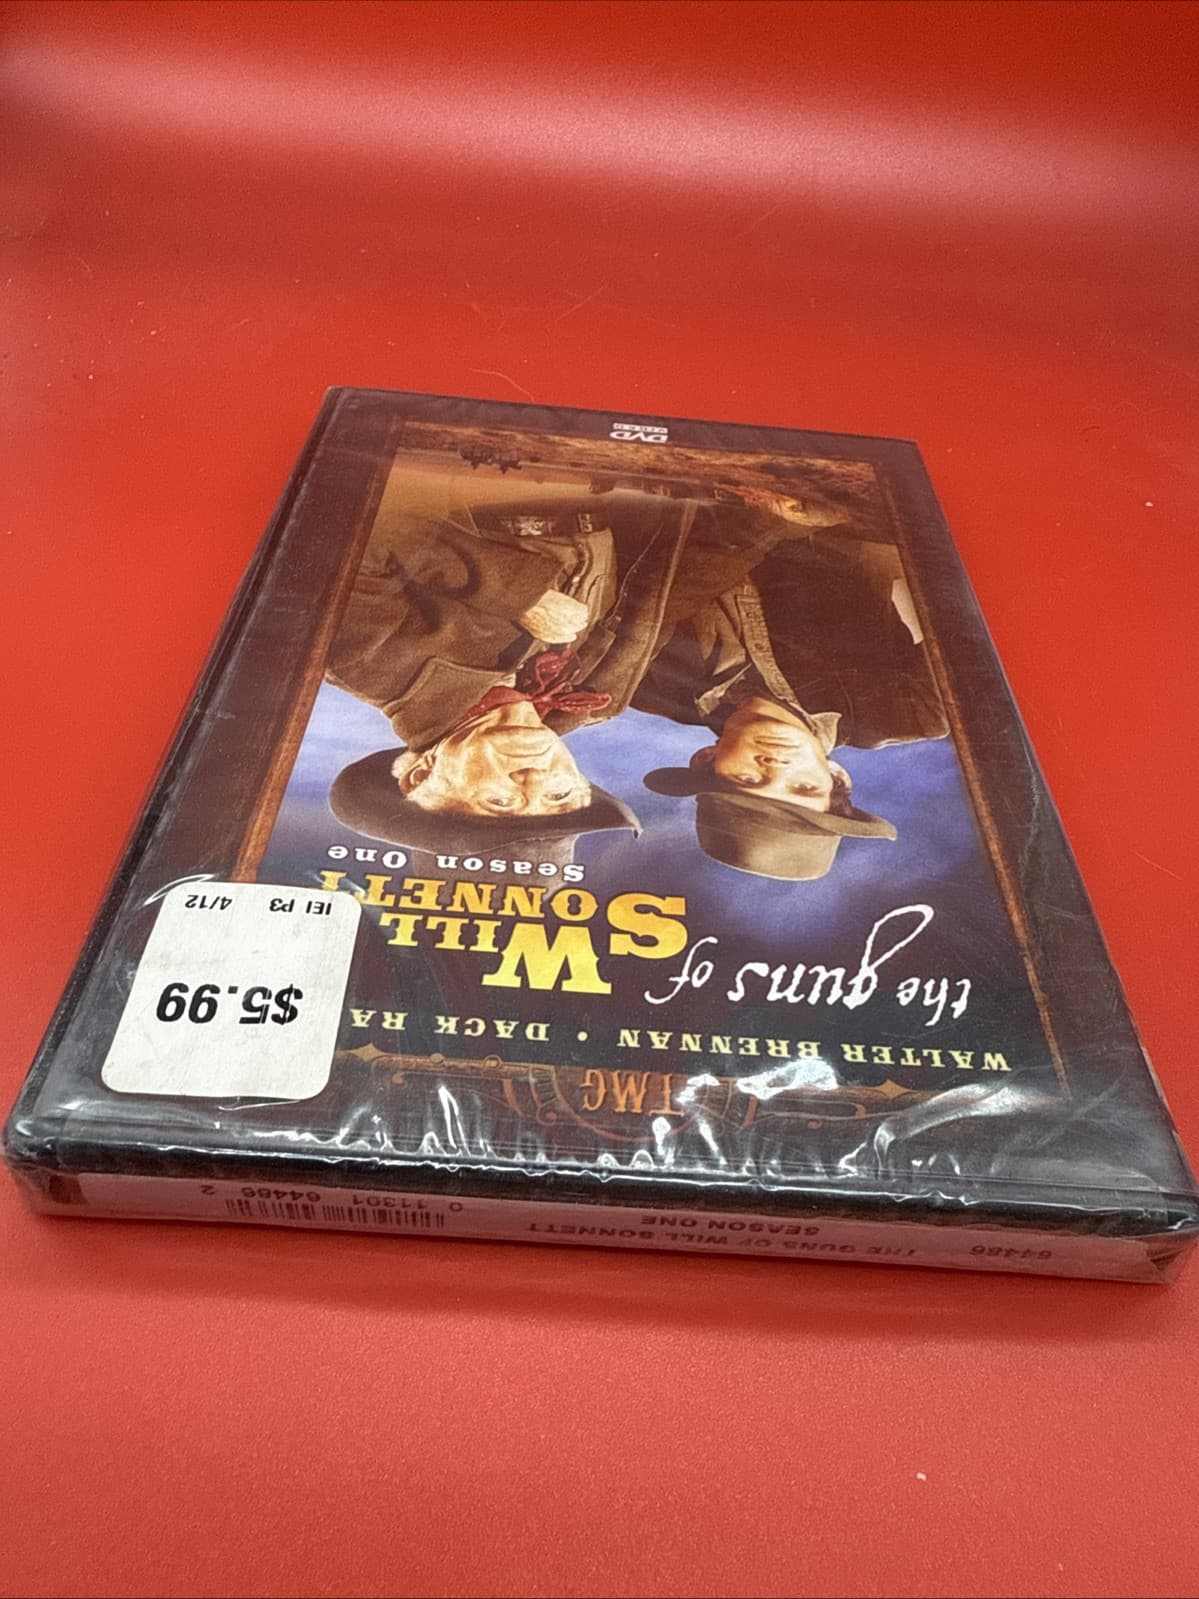 64486 THE GUNS OF WILL SONNETT
SEASON ONE
0 11301 64486 2
TMG
WALTER BRENNAN • DACK RA
the guns of
WILL
SONNETT
Season One
$5.99
IEI P3 4/12
DVD
VIDEO